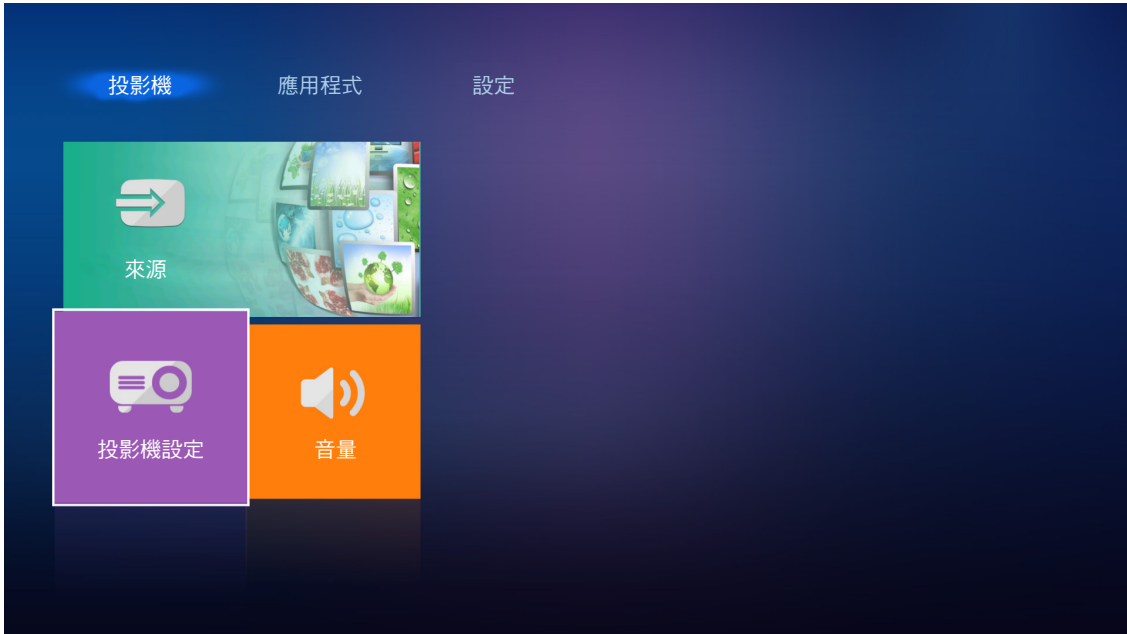 投影機
應用程式
設定
來源
投影機設定
音量